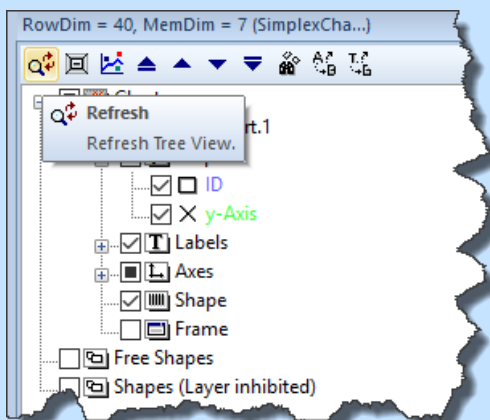 RowDim = 40, MemDim = 7 (SimplexCha...)
Refresh
rt.1
Refresh Tree View.
ID
y-Axis
Labels
Axes
Shape
Frame
Free Shapes
Shapes (Layer inhibited)